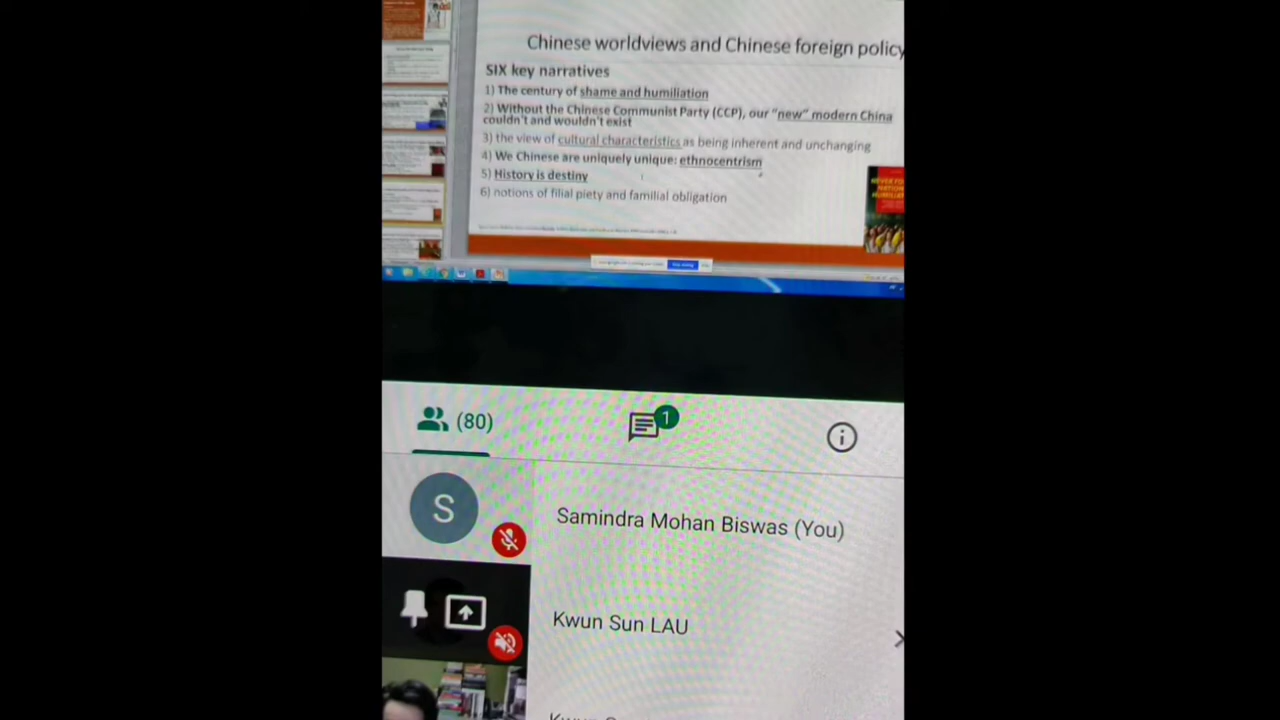 Chinese worldviews and Chinese foreign policy
SIX key narratives
1) The century of shame and humiliation
2) Without the Chinese Communist Party (CCP), our "new" modern China
couldn't and wouldn't exist
3) the view of cultural characteristics as being inherent and unchanging
4) We Chinese are uniquely unique: ethnocentrism
5) History is destiny
6) notions of filial piety and familial obligation
NATION
(80)
1
S
Samindra Mohan Biswas (You)
Kwun Sun LAU